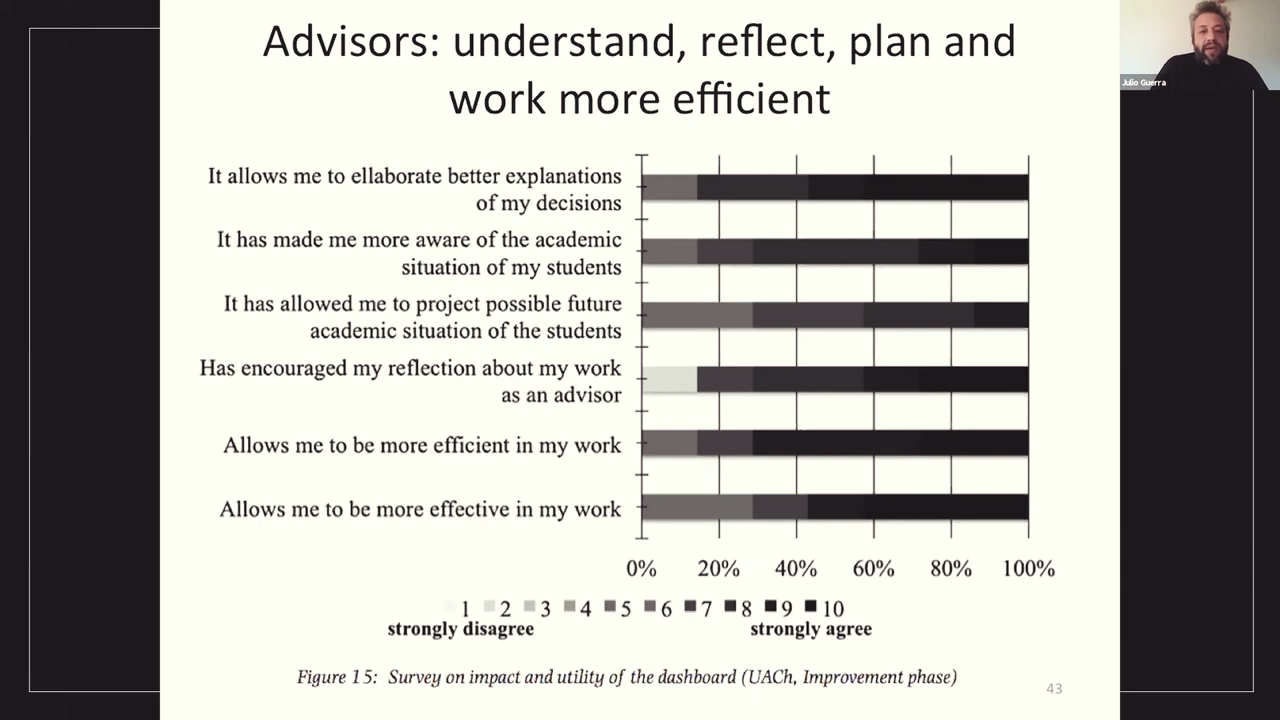 Advisors: understand, reflect, plan and
work more efficient
Julio Guerra
It allows me to ellaborate better explanations
of my decisions
It has made me more aware of the academic
situation of my students
It has allowed me to project possible future
academic situation of the students
Has encouraged my reflection about my work
as an advisor
Allows me to be more efficient in my work
Allows me to be more effective in my work
0% 20% 40% 60% 80% 100%
1 2 3 4 5 6 7 8 9 10
strongly disagree strongly agree
Figure 15: Survey on impact and utility of the dashboard (UACh, Improvement phase)
43